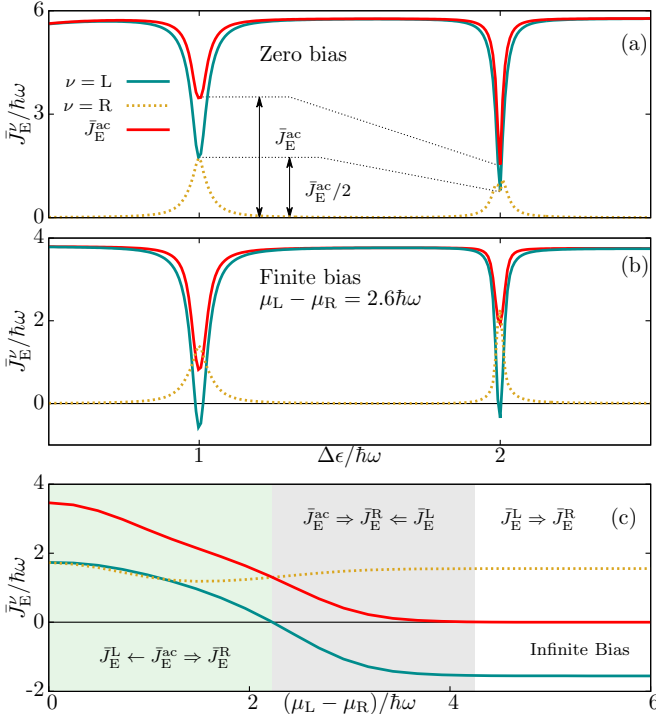 6
(a)
Zero bias
ν = L
ν = R
J̄_E^ac
J̄_E^ν/ħω
3
J̄_E^ac
J̄_E^ac/2
0
4
(b)
Finite bias
μ_L − μ_R = 2.6ħω
J̄_E^ν/ħω
2
0
1
Δϵ/ħω
2
4
J̄_E^ac ⇒ J̄_E^R ⇐ J̄_E^L
J̄_E^L ⇒ J̄_E^R
(c)
J̄_E^ν/ħω
2
0
J̄_E^L ← J̄_E^ac ⇒ J̄_E^R
Infinite Bias
−2
0
2
(μ_L − μ_R)/ħω
4
6